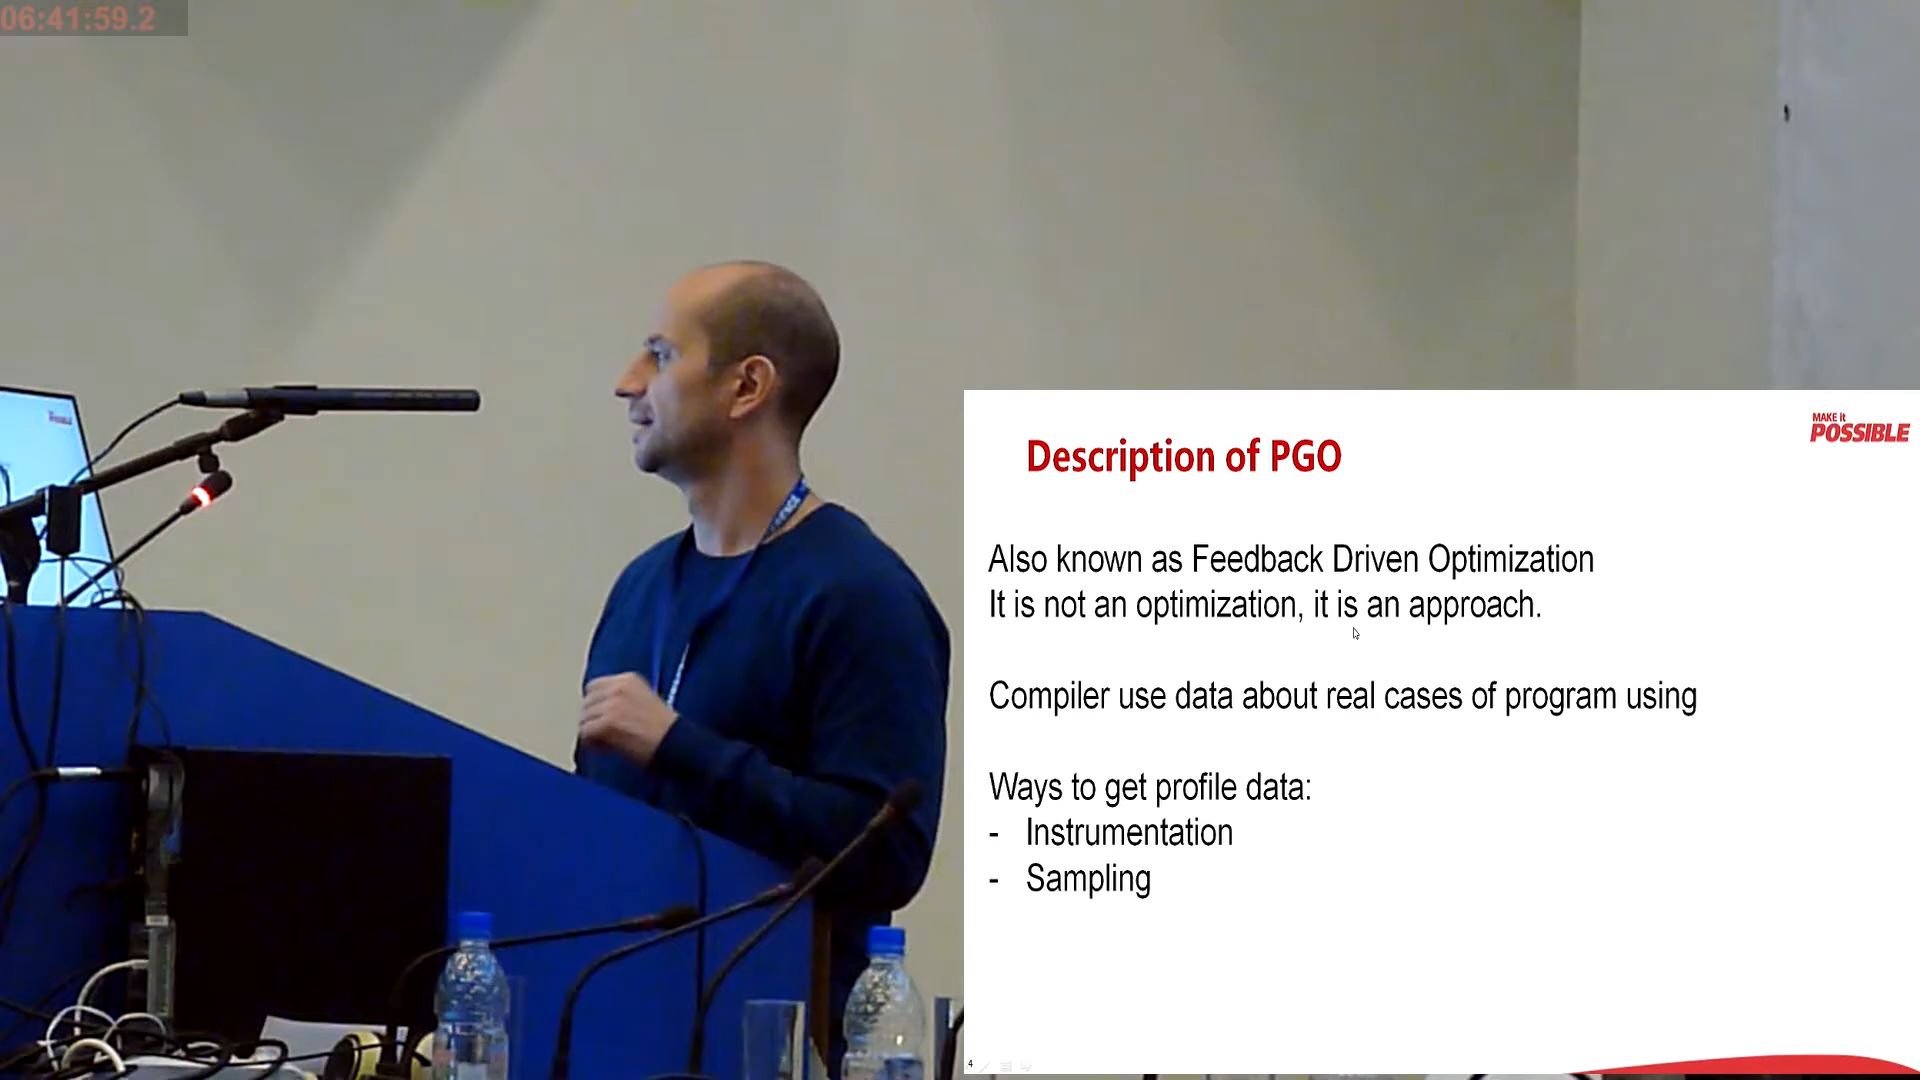 06:41:59.2
MAKE it
POSSIBLE
Description of PGO
Also known as Feedback Driven Optimization
It is not an optimization, it is an approach.
Compiler use data about real cases of program using
Ways to get profile data:
- Instrumentation
- Sampling
4